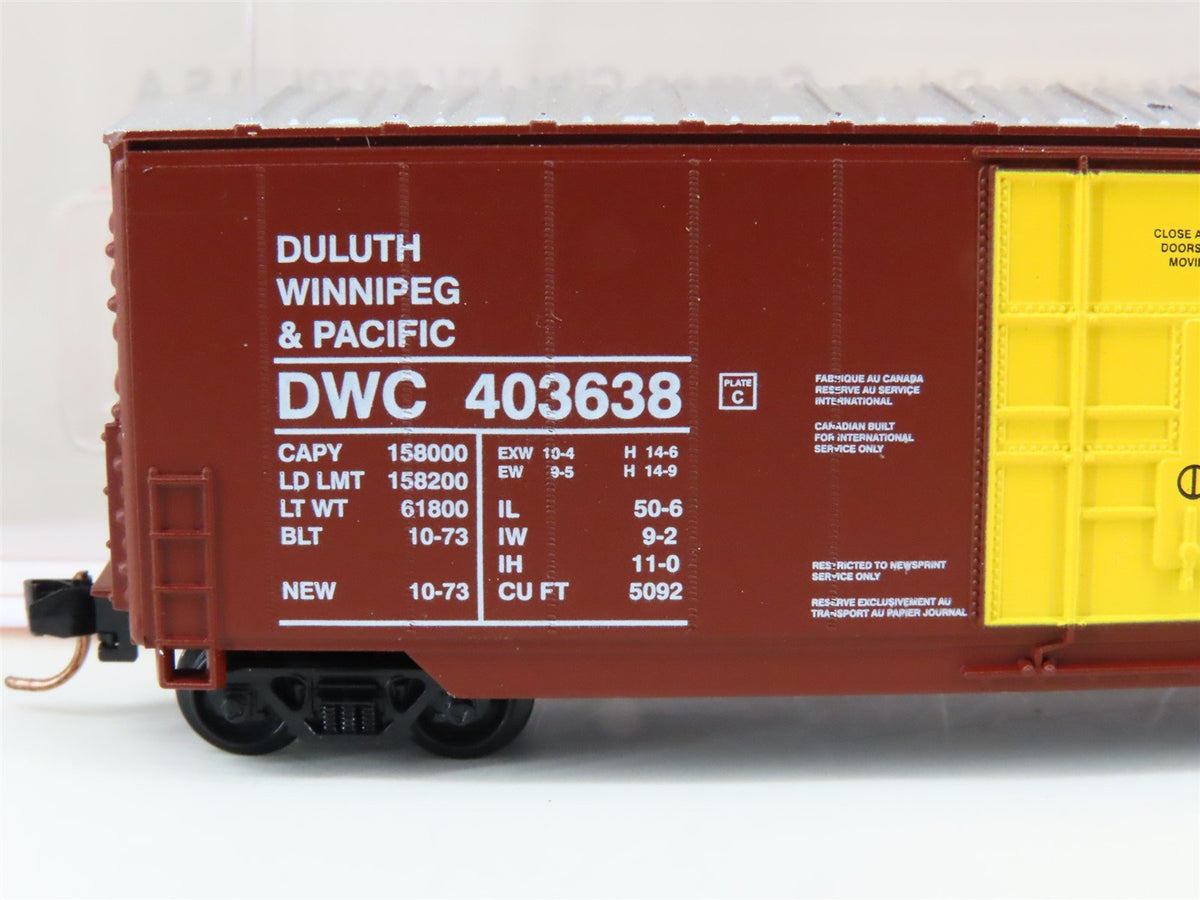 DULUTH
WINNIPEG
& PACIFIC
DWC 403638
PLATE
C
CAPY 158000
LD LMT 158200
LT WT 61800
BLT 10-73
NEW 10-73
EXW 10-4 H 14-6
EW 9-5 H 14-9
IL 50-6
IW 9-2
IH 11-0
CU FT 5092
FABRIQUE AU CANADA
RESERVE AU SERVICE
INTERNATIONAL
CANADIAN BUILT
FOR INTERNATIONAL
SERVICE ONLY
RESTRICTED TO NEWSPRINT
SERVICE ONLY
RESERVE EXCLUSIVEMENT AU
TRANSPORT AU PAPIER JOURNAL
CLOSE A
DOORS
MOVI